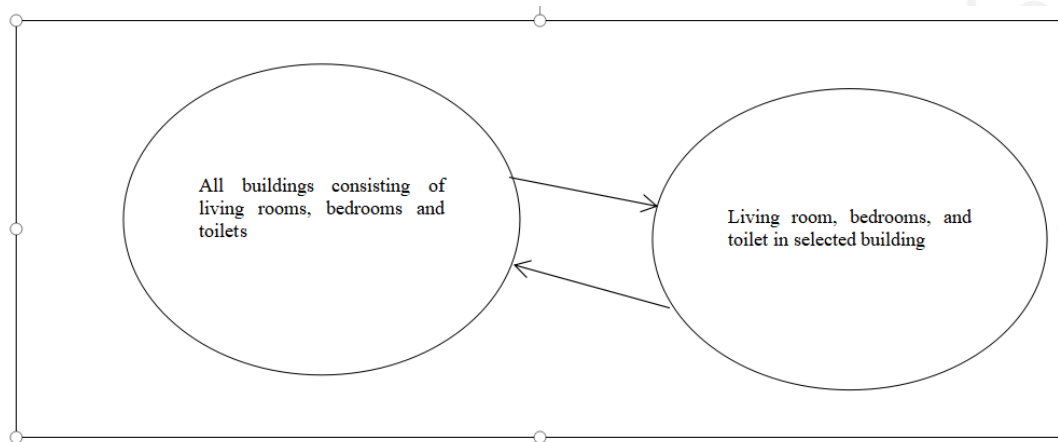 All buildings consisting of
living rooms, bedrooms and
toilets
Living room, bedrooms, and
toilet in selected building